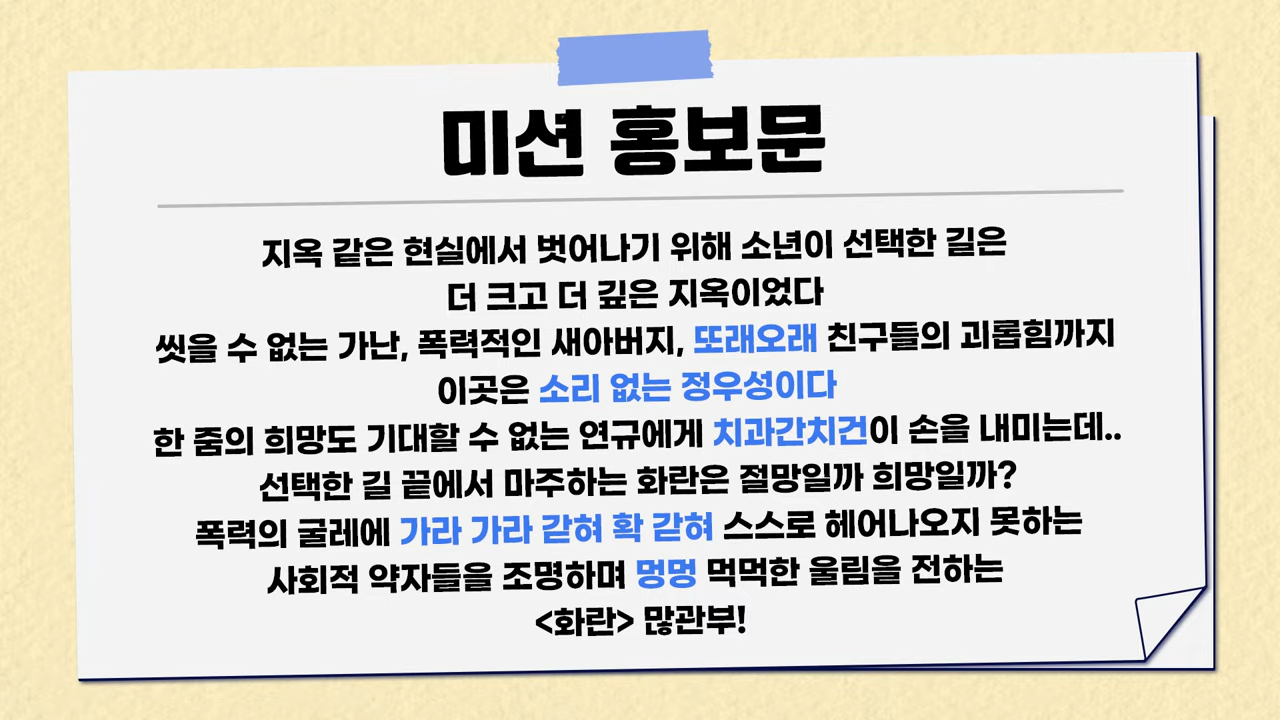 미션 홍보문
지옥 같은 현실에서 벗어나기 위해 소년이 선택한 길은
더 크고 더 깊은 지옥이었다
씻을 수 없는 가난, 폭력적인 새아버지, 또래오래 친구들의 괴롭힘까지
이곳은 소리 없는 정우성이다
한 줌의 희망도 기대할 수 없는 연규에게 치과간치건이 손을 내미는데..
선택한 길 끝에서 마주하는 화란은 절망일까 희망일까?
폭력의 굴레에 가라 가라 갇혀 확 갇혀 스스로 헤어나오지 못하는
사회적 약자들을 조명하며 멍멍 먹먹한 울림을 전하는
<화란> 많관부!